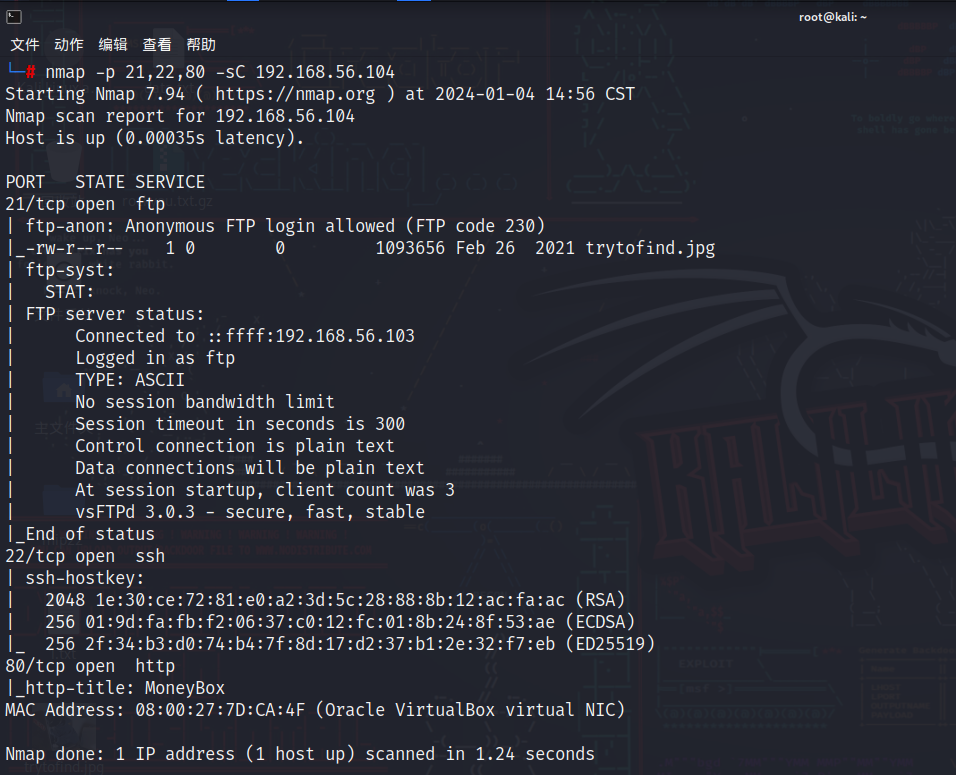 root@kali: ~
文件 动作 编辑 查看 帮助
└─# nmap -p 21,22,80 -sC 192.168.56.104
Starting Nmap 7.94 ( https://nmap.org ) at 2024-01-04 14:56 CST
Nmap scan report for 192.168.56.104
Host is up (0.00035s latency).

PORT   STATE SERVICE
21/tcp open  ftp
| ftp-anon: Anonymous FTP login allowed (FTP code 230)
|_-rw-r--r--    1 0        0         1093656 Feb 26  2021 trytofind.jpg
| ftp-syst:
|   STAT:
| FTP server status:
|      Connected to ::ffff:192.168.56.103
|      Logged in as ftp
|      TYPE: ASCII
|      No session bandwidth limit
|      Session timeout in seconds is 300
|      Control connection is plain text
|      Data connections will be plain text
|      At session startup, client count was 3
|      vsFTPd 3.0.3 - secure, fast, stable
|_End of status
22/tcp open  ssh
| ssh-hostkey:
|   2048 1e:30:ce:72:81:e0:a2:3d:5c:28:88:8b:12:ac:fa:ac (RSA)
|   256 01:9d:fa:fb:f2:06:37:c0:12:fc:01:8b:24:8f:53:ae (ECDSA)
|_  256 2f:34:b3:d0:74:b4:7f:8d:17:d2:37:b1:2e:32:f7:eb (ED25519)
80/tcp open  http
|_http-title: MoneyBox
MAC Address: 08:00:27:7D:CA:4F (Oracle VirtualBox virtual NIC)

Nmap done: 1 IP address (1 host up) scanned in 1.24 seconds
trytofind.jpg